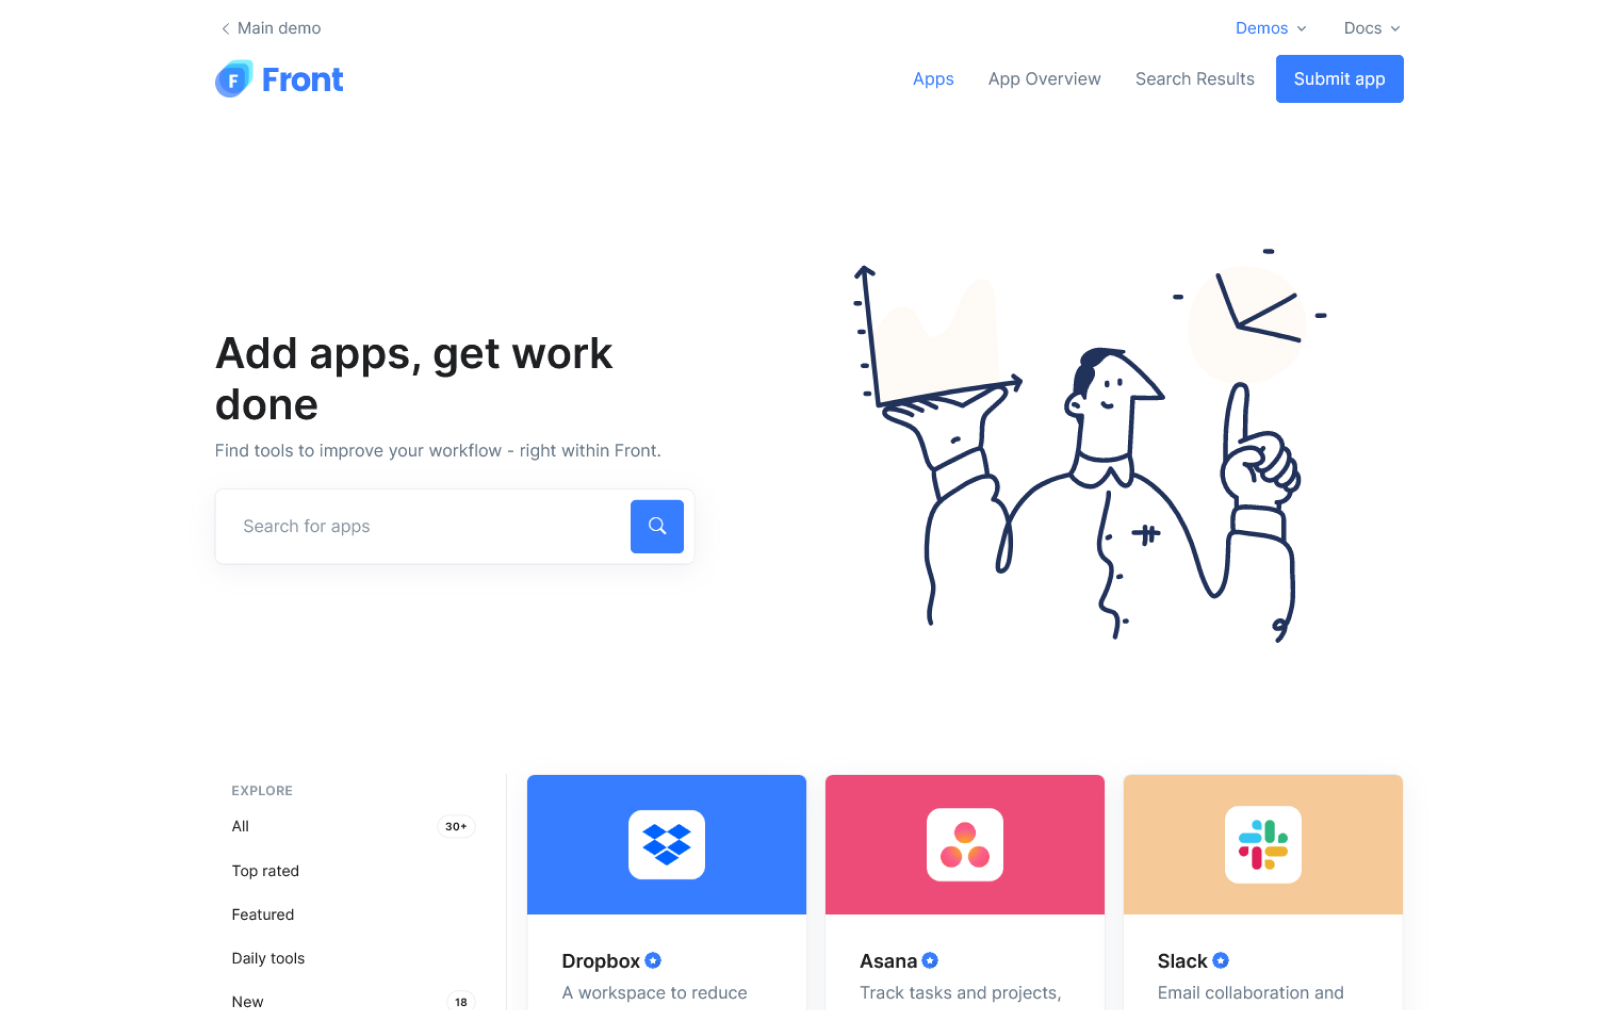 Main demo
Demos
Docs
Front
Apps
App Overview
Search Results
Submit app
Add apps, get work
done
Find tools to improve your workflow - right within Front.
Search for apps
EXPLORE
All
30+
Top rated
Featured
Daily tools
New
18
Dropbox
A workspace to reduce
Asana
Track tasks and projects,
Slack
Email collaboration and